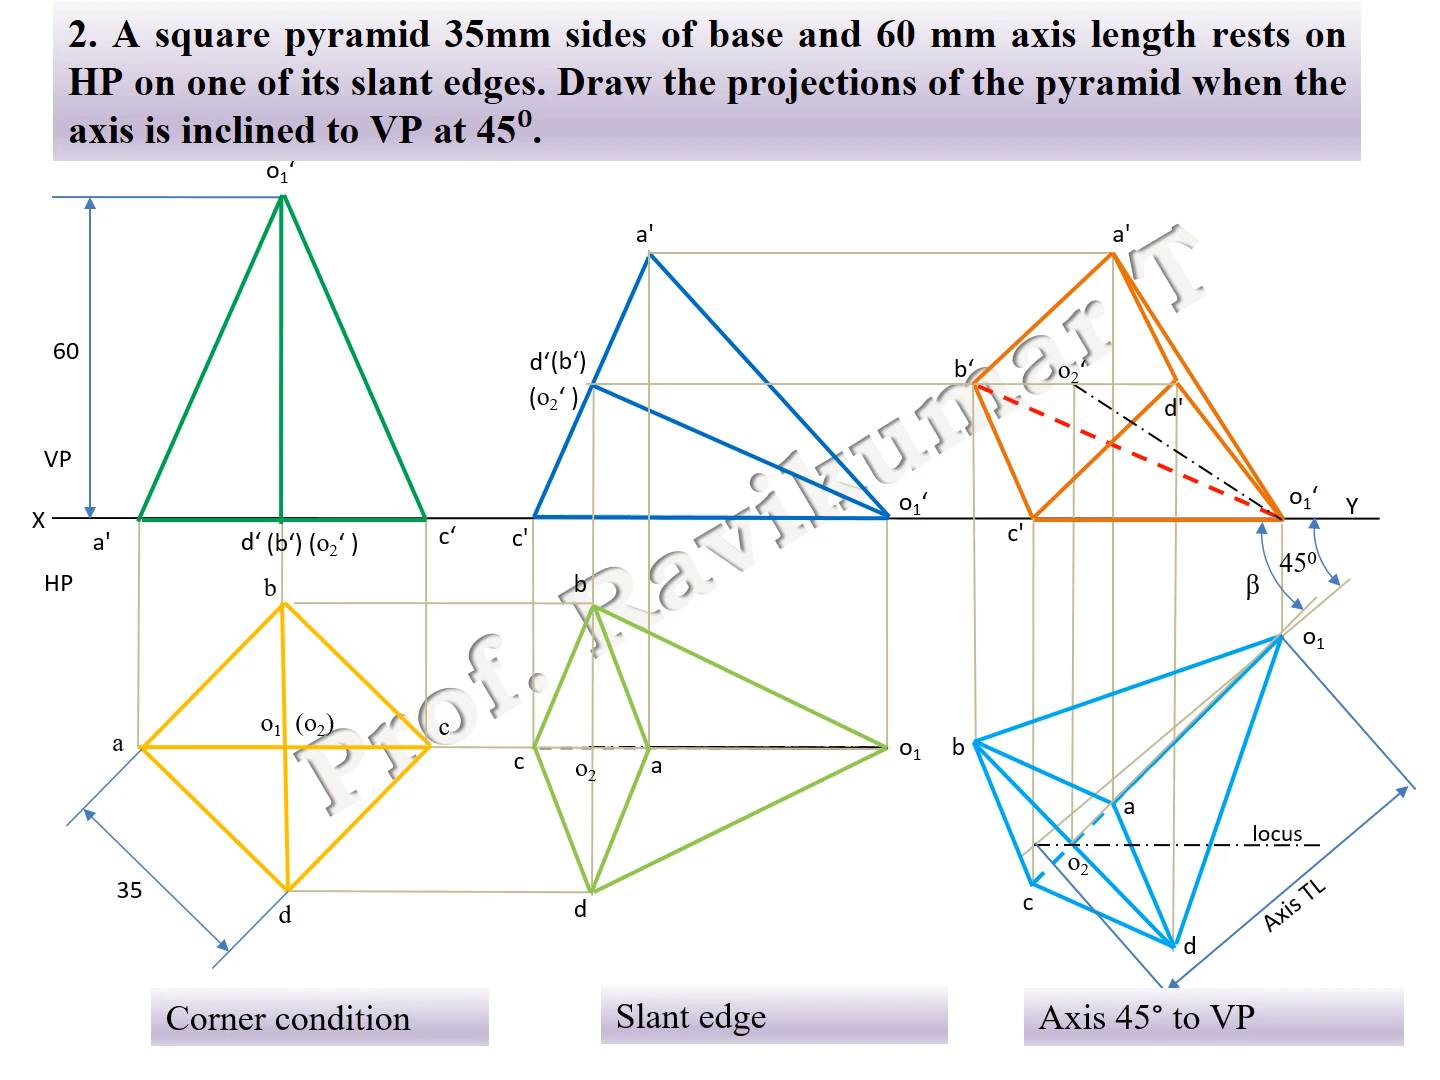 2. A square pyramid 35mm sides of base and 60 mm axis length rests on
HP on one of its slant edges. Draw the projections of the pyramid when the
axis is inclined to VP at 45⁰.
o₁‘
a'
a'
60
d‘(b‘)
(o₂‘ )
b‘
o₂‘
d'
VP
X
a'
d‘ (b‘) (o₂‘ )
c‘
c'
o₁‘
c'
o₁‘
Y
HP
b
b
β
45⁰
o₁
a
o₁ (o₂)
c
c
o₂
a
o₁
b
a
locus
o₂
35
c
Axis TL
d
d
d
Prof. Ravikumar T
Corner condition
Slant edge
Axis 45° to VP